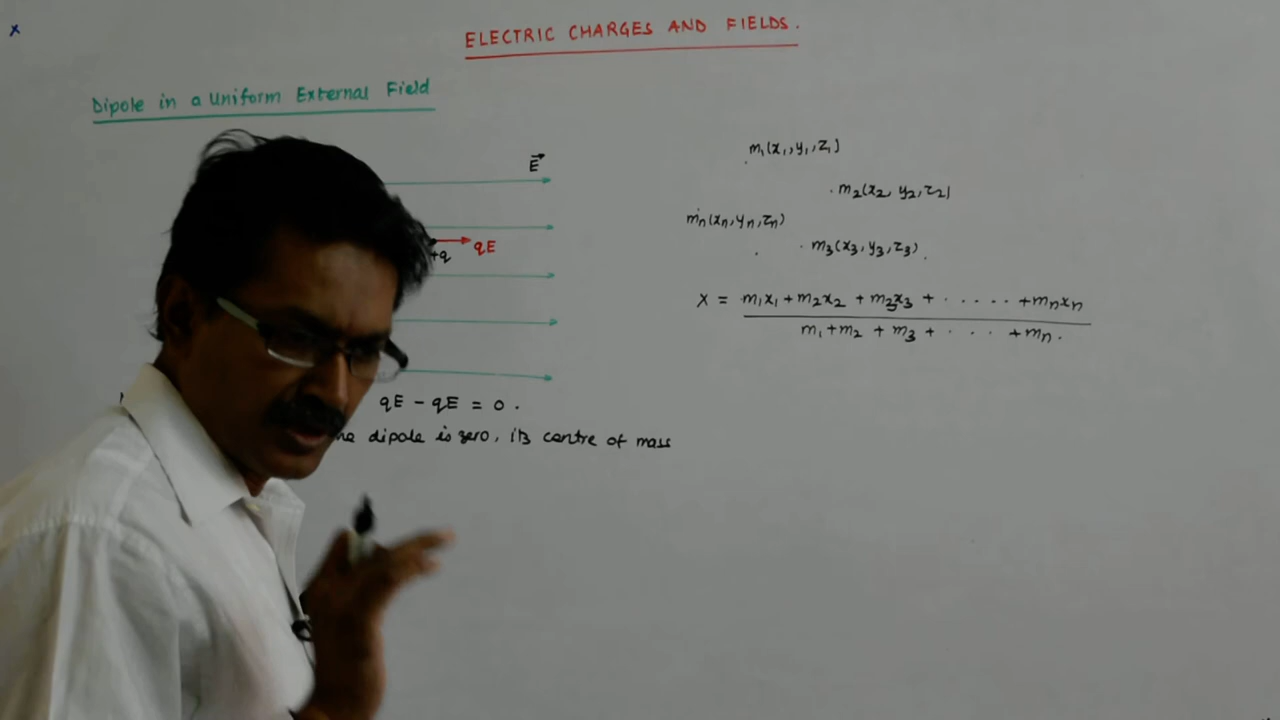 x
ELECTRIC CHARGES AND FIELDS.
Dipole in a Uniform External Field
E⃗
qE
+q
qE - qE = 0.
dipole is zero, its centre of mass
m₁(x₁,y₁,z₁)
m₂(x₂, y₂, z₂)
mₙ(xₙ,yₙ,zₙ)
m₃(x₃,y₃,z₃)
X = m₁x₁+m₂x₂ + m₃x₃ + · · · · · +mₙxₙ
m₁+m₂ + m₃ + · · · +mₙ.